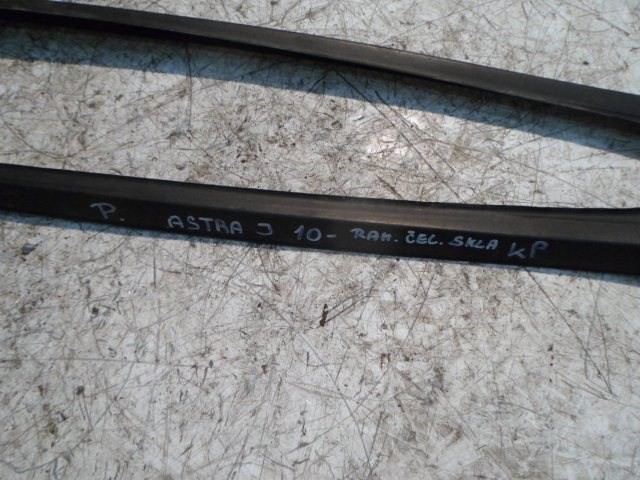 P. ASTRA J 10- RAM. ČEL. SKLA KP